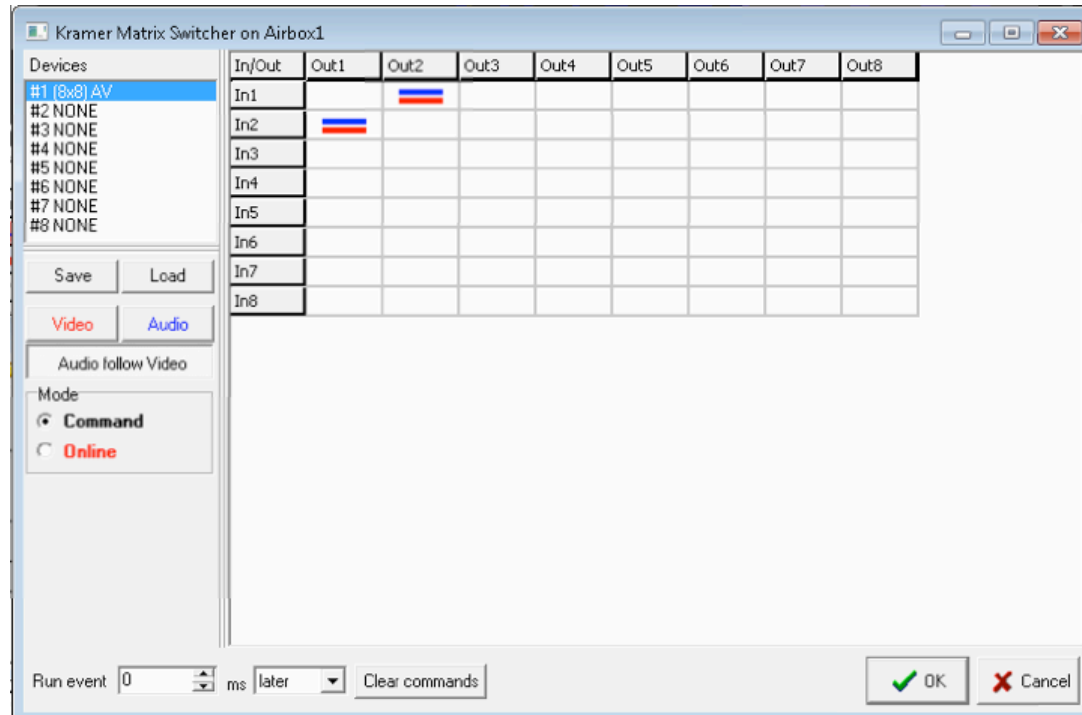 Kramer Matrix Switcher on Airbox1
Devices
#1 (8x8) AV
#2 NONE
#3 NONE
#4 NONE
#5 NONE
#6 NONE
#7 NONE
#8 NONE
Save Load
Video Audio
Audio follow Video
Mode
Command
Online
In/Out Out1 Out2 Out3 Out4 Out5 Out6 Out7 Out8
In1
In2
In3
In4
In5
In6
In7
In8
Run event 0 ms later Clear commands OK Cancel